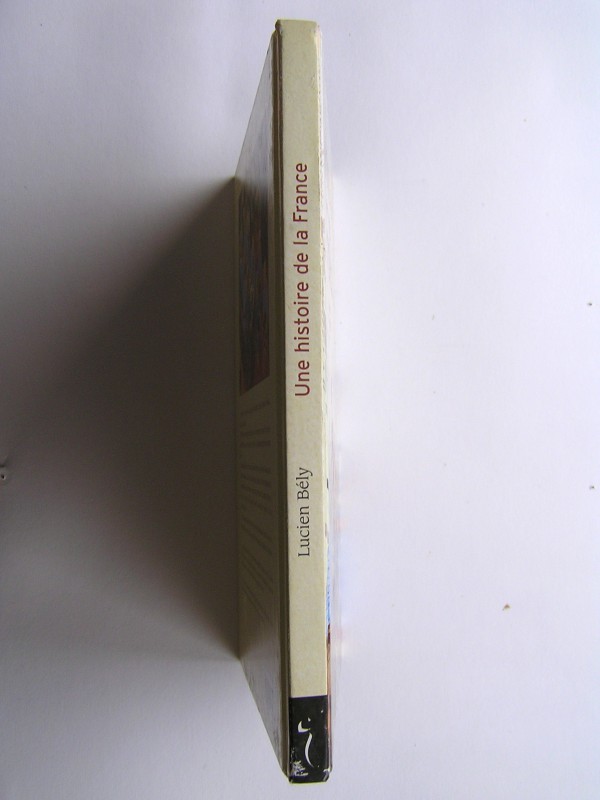 Lucien Bély
Une histoire de la France